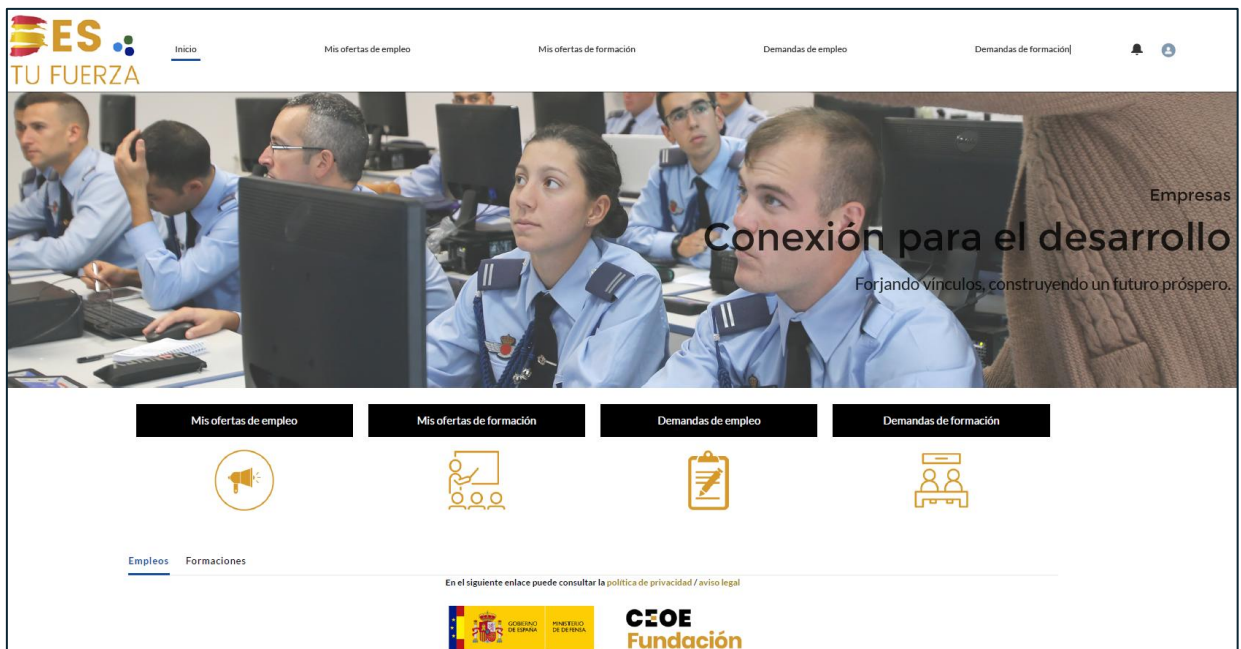 ES
TU FUERZA
Inicio
Mis ofertas de empleo
Mis ofertas de formación
Demandas de empleo
Demandas de formación
Empresas
Conexión para el desarrollo
Forjando vínculos, construyendo un futuro próspero.
Mis ofertas de empleo
Mis ofertas de formación
Demandas de empleo
Demandas de formación
Empleos
Formaciones
En el siguiente enlace puede consultar la política de privacidad / aviso legal
GOBIERNO
DE ESPAÑA
MINISTERIO
DE DEFENSA
CEOE
Fundación